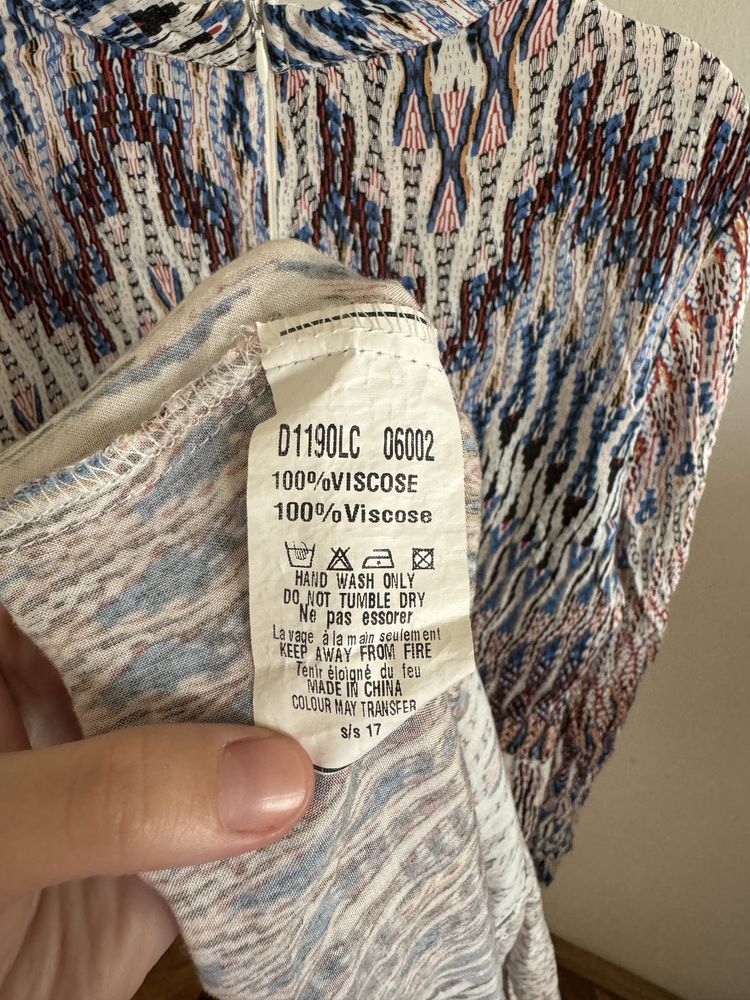 D1190LC 06002
100%VISCOSE
100%Viscose
HAND WASH ONLY
DO NOT TUMBLE DRY
Ne pas essorer
Lavage à la main seulement
KEEP AWAY FROM FIRE
Tenir éloigné du feu
MADE IN CHINA
COLOUR MAY TRANSFER
s/s 17